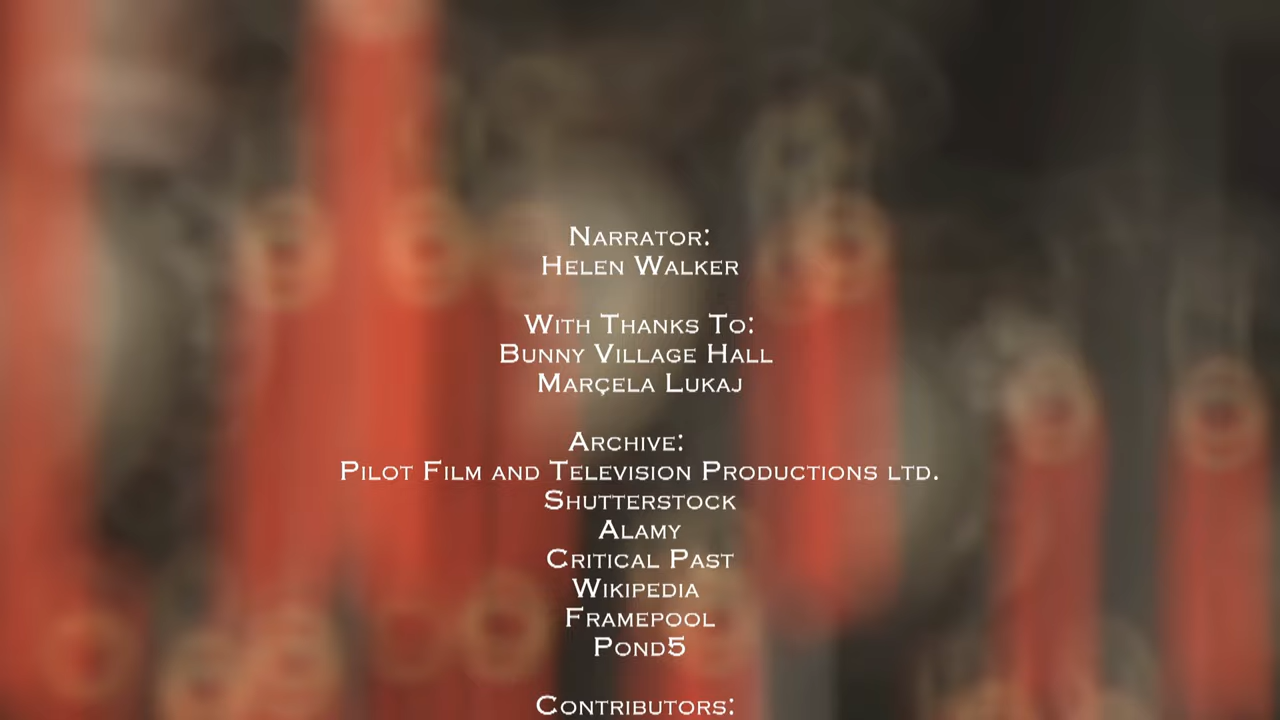 Narrator:
Helen Walker
With Thanks To:
Bunny Village Hall
Marçela Lukaj
Archive:
Pilot Film and Television Productions ltd.
Shutterstock
Alamy
Critical Past
Wikipedia
Framepool
Pond5
Contributors: